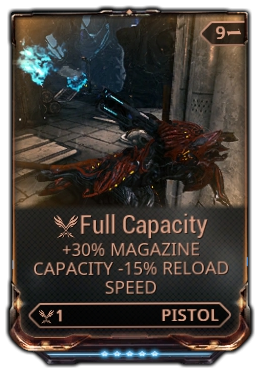 9
Full Capacity
+30% MAGAZINE
CAPACITY -15% RELOAD
SPEED
1 PISTOL